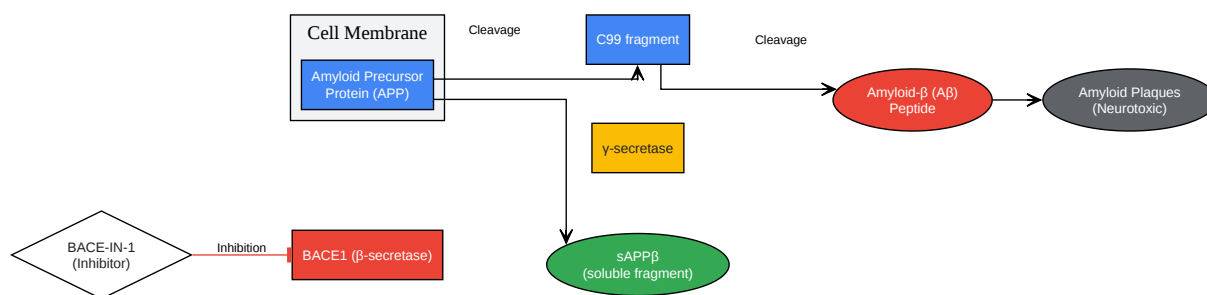 Cell Membrane
Amyloid Precursor
Protein (APP)
Cleavage
C99 fragment
Cleavage
Amyloid-β (Aβ)
Peptide
Amyloid Plaques
(Neurotoxic)
γ-secretase
BACE-IN-1
(Inhibitor)
Inhibition
BACE1 (β-secretase)
sAPPβ
(soluble fragment)